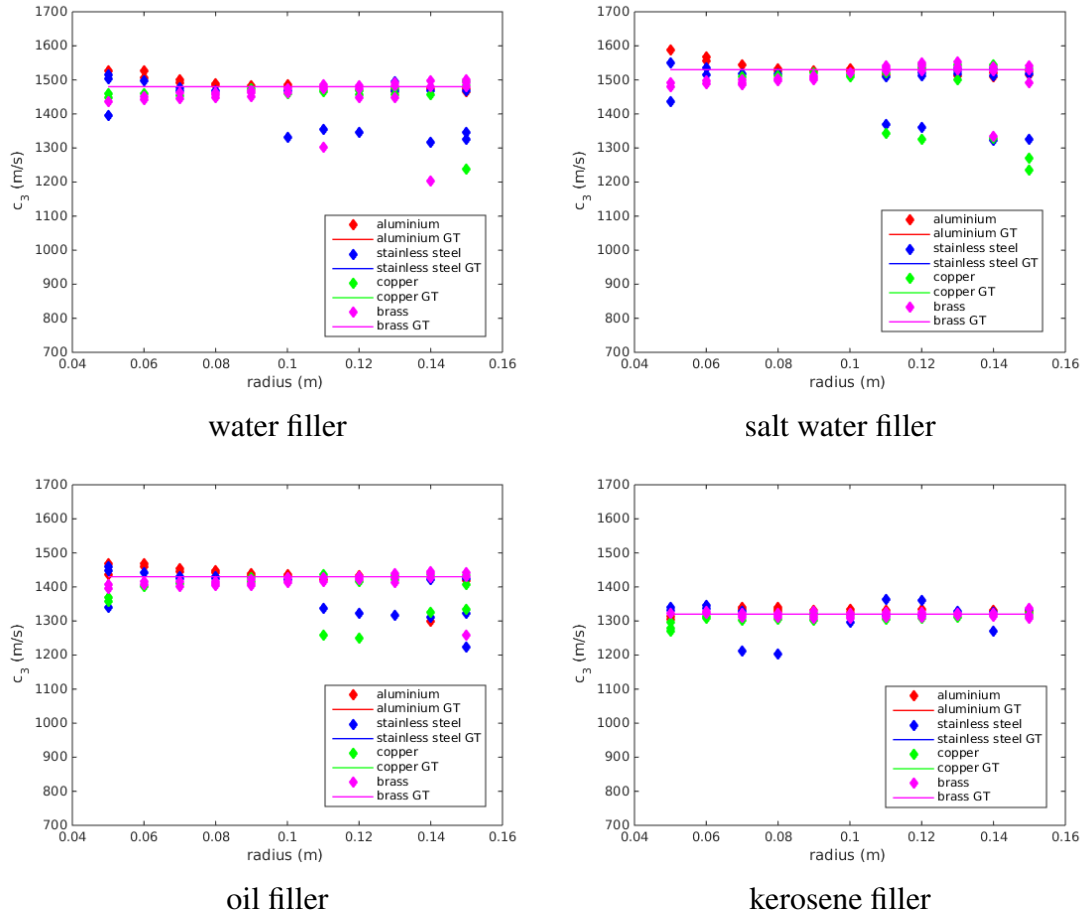 1700
1600
1500
1400
1300
1200
1100
1000
900
800
700
c3 (m/s)
aluminium
aluminium GT
stainless steel
stainless steel GT
copper
copper GT
brass
brass GT
0.04 0.06 0.08 0.1 0.12 0.14 0.16
radius (m)
water filler
1700
1600
1500
1400
1300
1200
1100
1000
900
800
700
c3 (m/s)
aluminium
aluminium GT
stainless steel
stainless steel GT
copper
copper GT
brass
brass GT
0.04 0.06 0.08 0.1 0.12 0.14 0.16
radius (m)
salt water filler
1700
1600
1500
1400
1300
1200
1100
1000
900
800
700
c3 (m/s)
aluminium
aluminium GT
stainless steel
stainless steel GT
copper
copper GT
brass
brass GT
0.04 0.06 0.08 0.1 0.12 0.14 0.16
radius (m)
oil filler
1700
1600
1500
1400
1300
1200
1100
1000
900
800
700
c3 (m/s)
aluminium
aluminium GT
stainless steel
stainless steel GT
copper
copper GT
brass
brass GT
0.04 0.06 0.08 0.1 0.12 0.14 0.16
radius (m)
kerosene filler